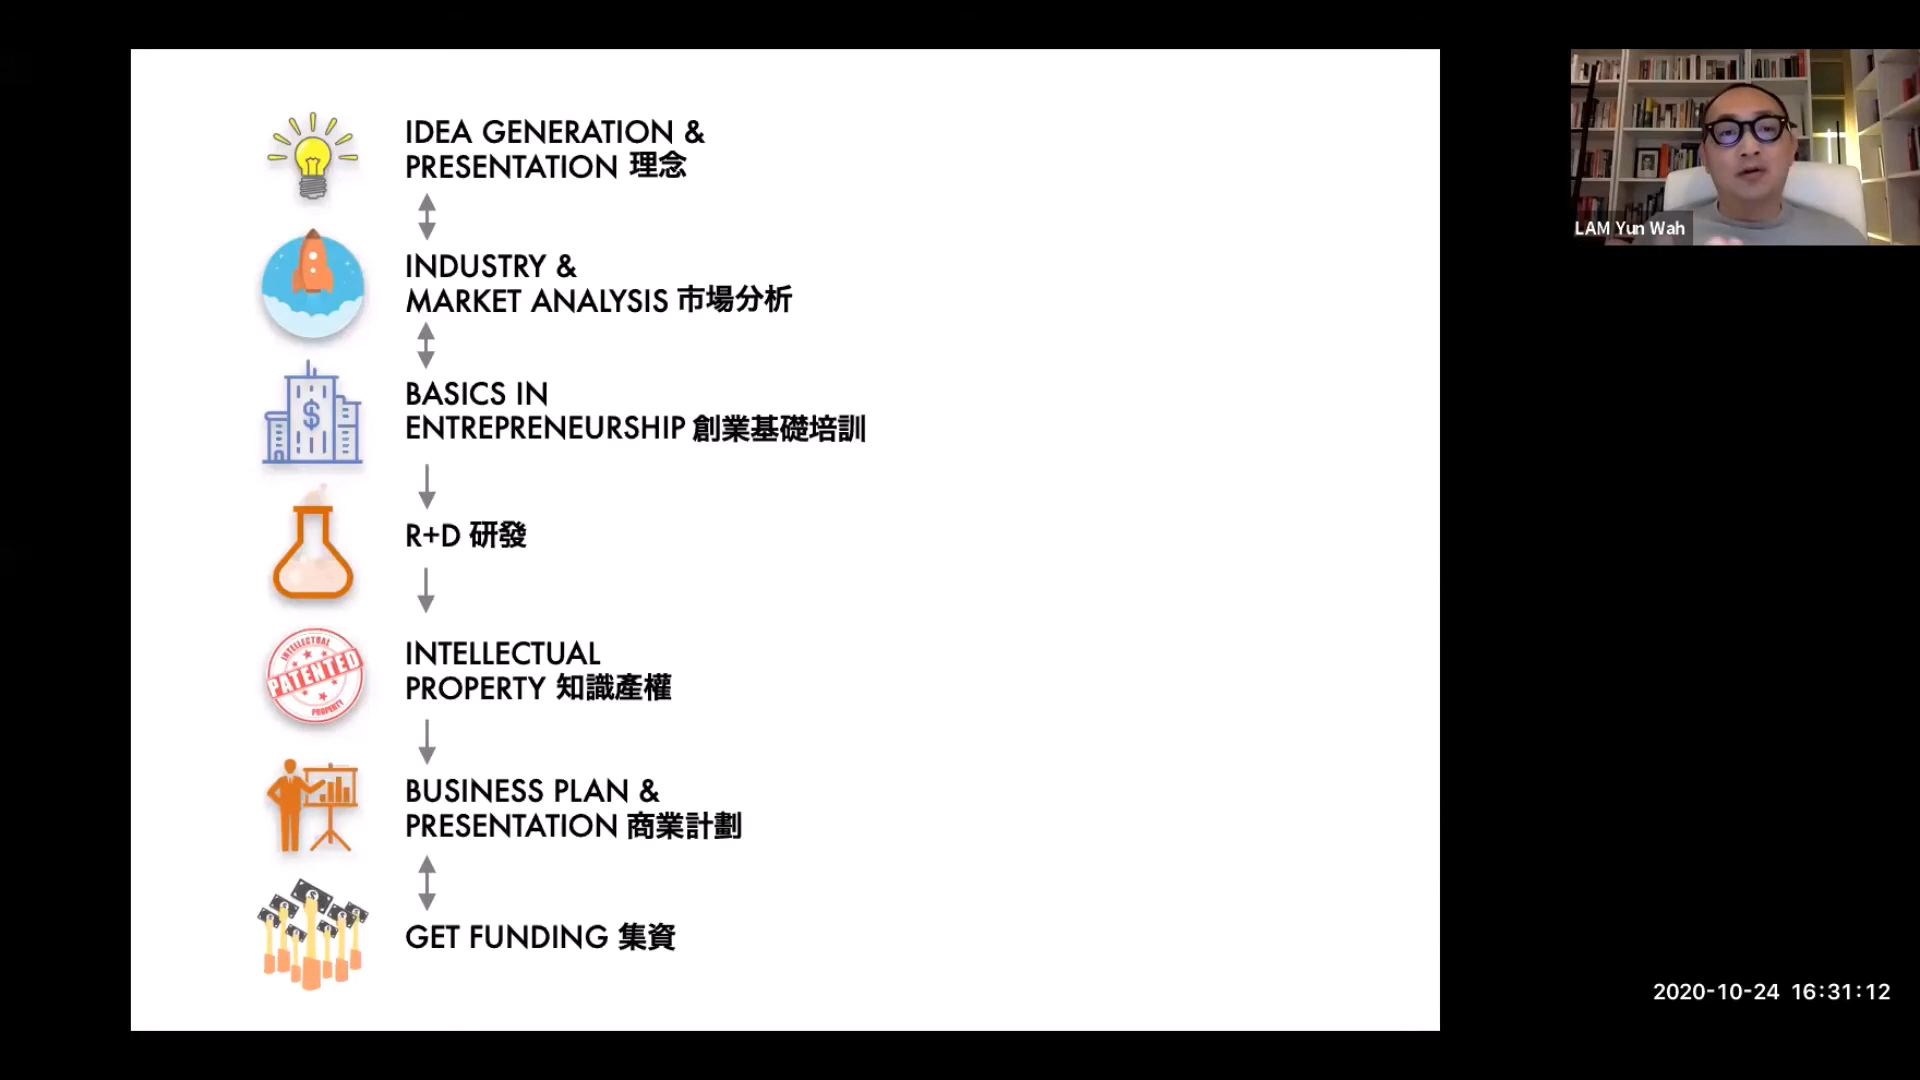 IDEA GENERATION &
PRESENTATION 理念
INDUSTRY &
MARKET ANALYSIS 市場分析
BASICS IN
ENTREPRENEURSHIP 創業基礎培訓
$
R+D 研發
INTELLECTUAL
PROPERTY 知識產權
INTELLECTRAL
PATENTED
PROPERTY
BUSINESS PLAN &
PRESENTATION 商業計劃
GET FUNDING 集資
LAM Yun Wah
2020-10-24 16:31:12